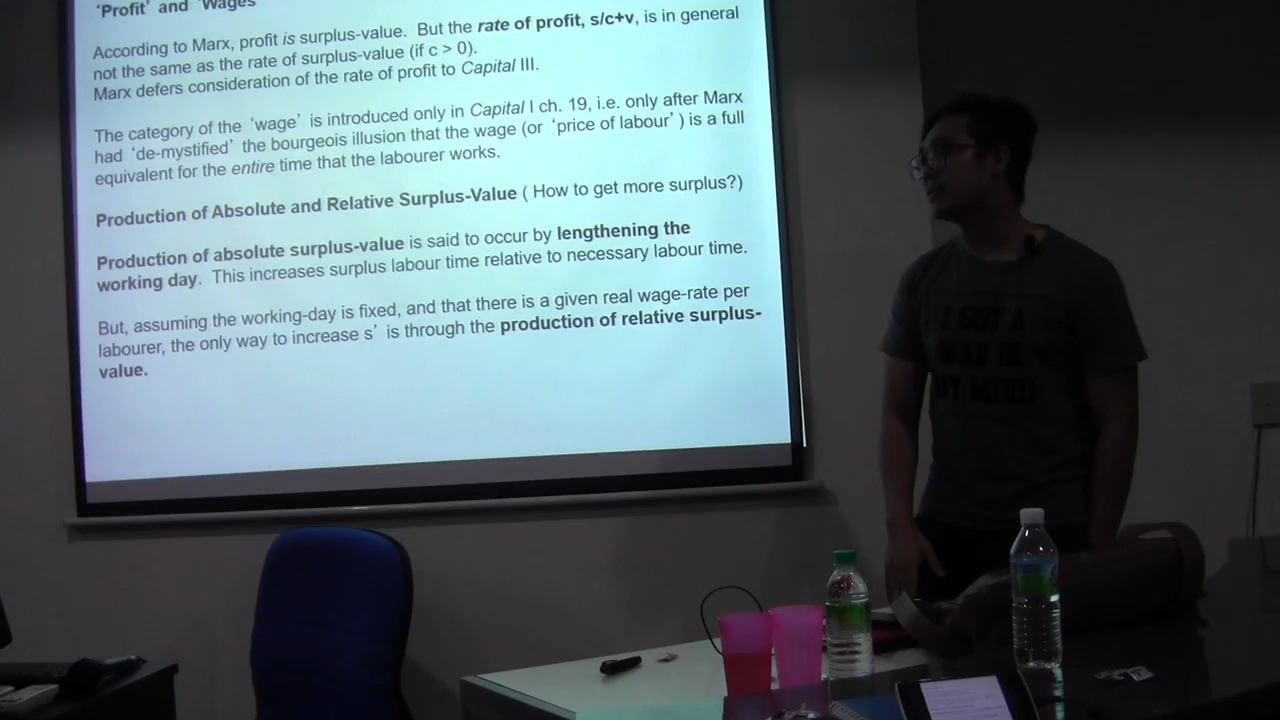 ‘Profit’ and ‘Wages
According to Marx, profit is surplus-value. But the rate of profit, s/c+v, is in general
not the same as the rate of surplus-value (if c > 0).
Marx defers consideration of the rate of profit to Capital III.
The category of the ‘wage’ is introduced only in Capital I ch. 19, i.e. only after Marx
had ‘de-mystified’ the bourgeois illusion that the wage (or ‘price of labour’ ) is a full
equivalent for the entire time that the labourer works.
Production of Absolute and Relative Surplus-Value ( How to get more surplus?)
Production of absolute surplus-value is said to occur by lengthening the
working day. This increases surplus labour time relative to necessary labour time.
But, assuming the working-day is fixed, and that there is a given real wage-rate per
labourer, the only way to increase s’ is through the production of relative surplus-
value.
I GOT A